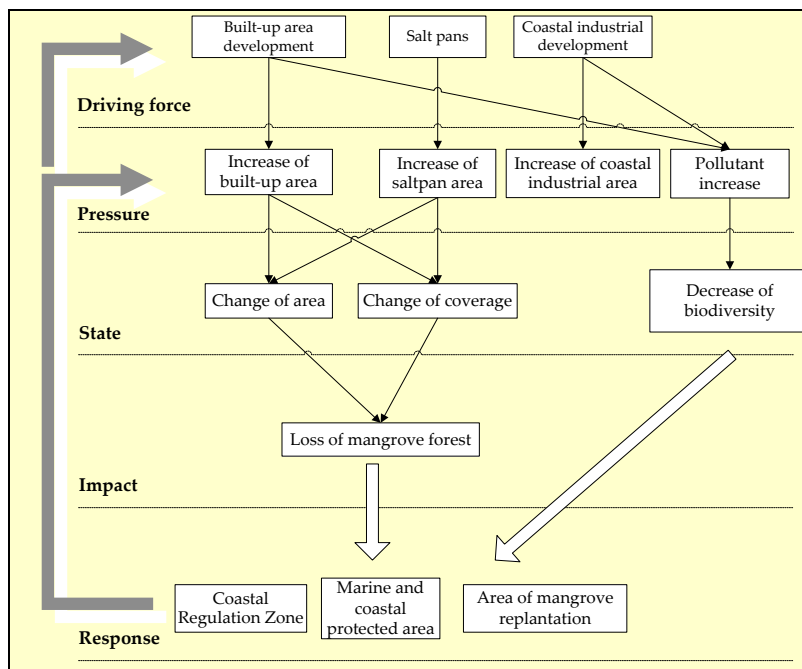 Built-up area
development
Salt pans
Coastal industrial
development
Driving force
Increase of
built-up area
Increase of
saltpan area
Increase of coastal
industrial area
Pollutant
increase
Pressure
Change of area
Change of coverage
Decrease of
biodiversity
State
Loss of mangrove forest
Impact
Coastal
Regulation Zone
Marine and
coastal
protected area
Area of mangrove
replantation
Response